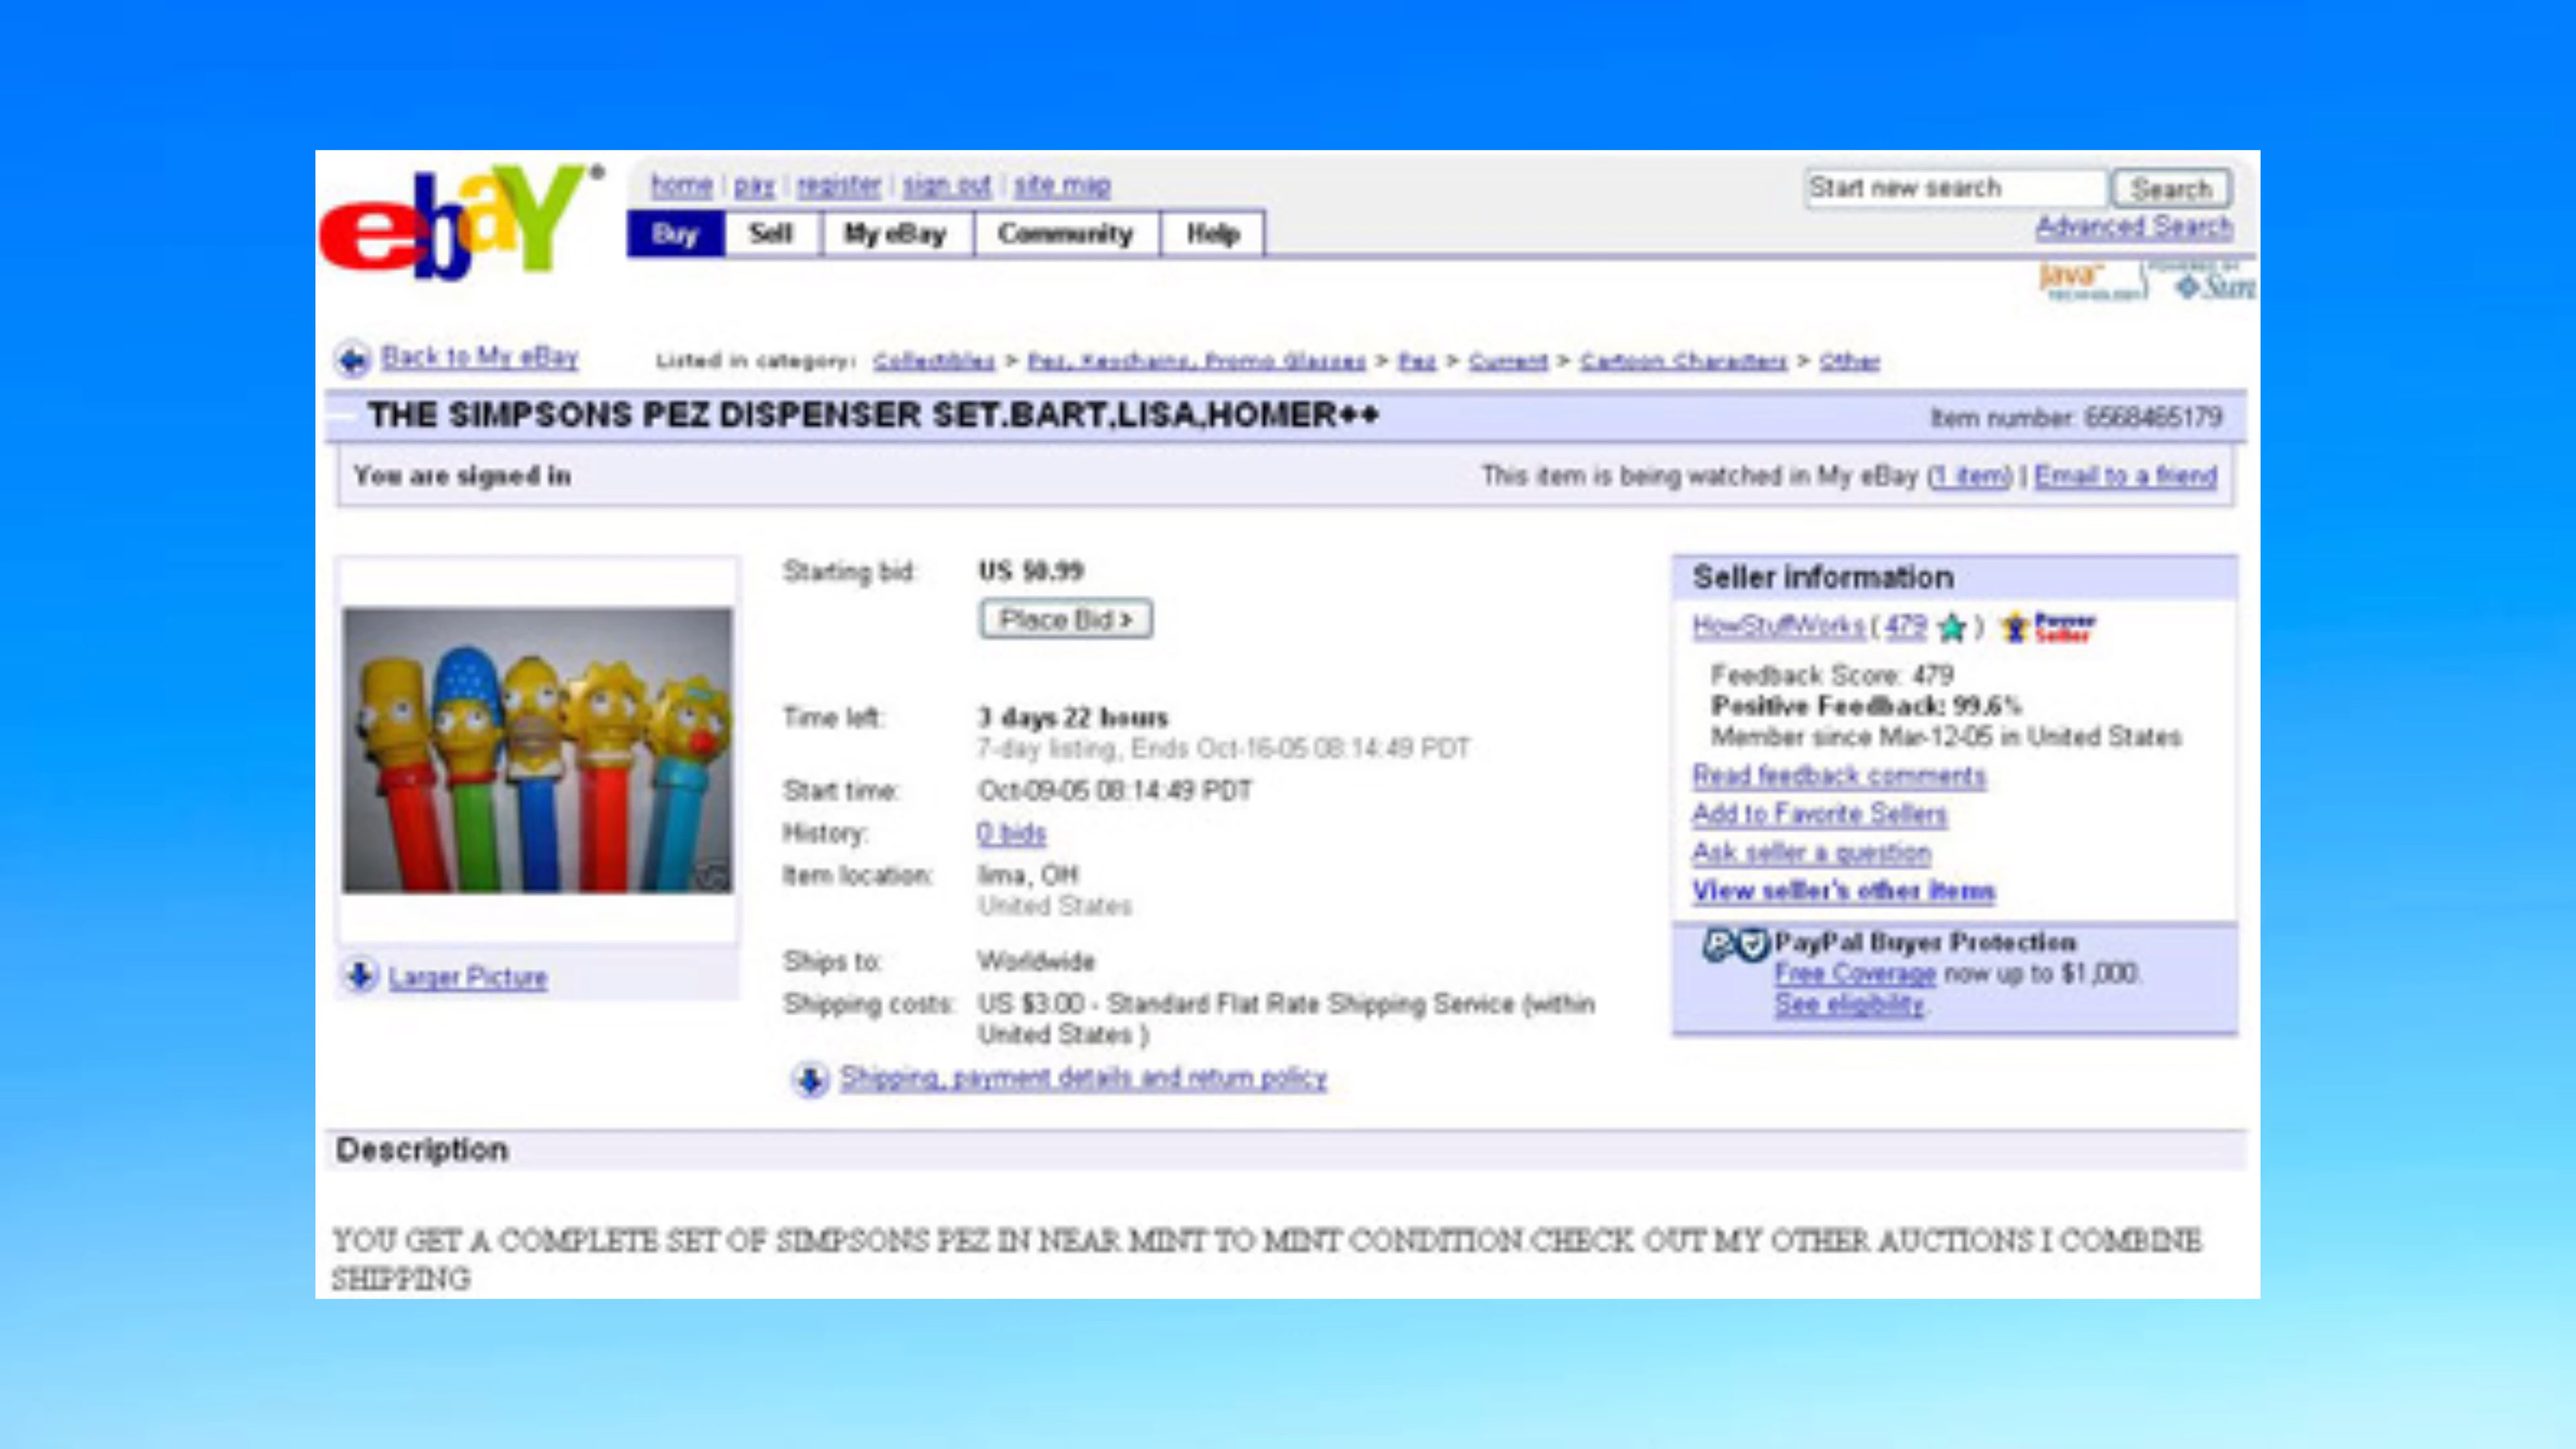 ebaY®
home | pay | register | sign out | site map
Start new search Search
Buy Sell My eBay Community Help
Advanced Search
Java™ TECHNOLOGY POWERED BY Sun
Back to My eBay Listed in category: Collectibles > Pez, Keychains, Promo Glasses > Pez > Current > Cartoon Characters > Other
THE SIMPSONS PEZ DISPENSER SET.BART,LISA,HOMER++ Item number: 6568465179
You are signed in This item is being watched in My eBay (1 item) | Email to a friend
Starting bid: US $0.99
Place Bid >
Time left: 3 days 22 hours
7-day listing, Ends Oct-16-05 08:14:49 PDT
Start time: Oct-09-05 08:14:49 PDT
History: 0 bids
Item location: lima, OH
United States
Ships to: Worldwide
Shipping costs: US $3.00 - Standard Flat Rate Shipping Service (within
United States )
Shipping, payment details and return policy
Larger Picture
Seller information
HowStuffWorks ( 479 ) Power Seller
Feedback Score: 479
Positive Feedback: 99.6%
Member since Mar-12-05 in United States
Read feedback comments
Add to Favorite Sellers
Ask seller a question
View seller's other items
PayPal Buyer Protection
Free Coverage now up to $1,000.
See eligibility.
Description
YOU GET A COMPLETE SET OF SIMPSONS PEZ IN NEAR MINT TO MINT CONDITION.CHECK OUT MY OTHER AUCTIONS I COMBINE
SHIPPING